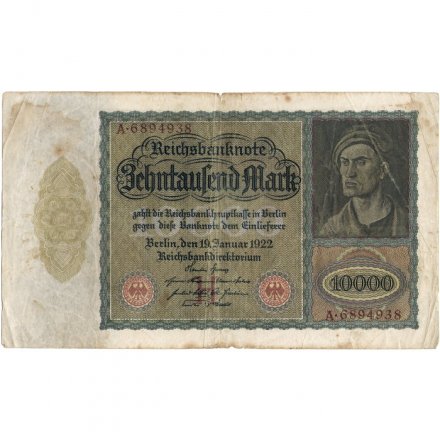 A·6894938
Reichsbanknote
Zehntausend Mark
zahlt die Reichsbankhauptkasse in Berlin
gegen diese Banknote dem Einlieferer
Berlin, den 19. Januar 1922
Reichsbankdirektorium
10000
A·6894938